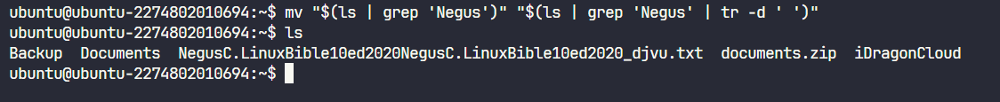 ubuntu@ubuntu-2274802010694:~$ mv "$(ls | grep 'Negus')" "$(ls | grep 'Negus' | tr -d ' ')"
ubuntu@ubuntu-2274802010694:~$ ls
Backup  Documents  NegusC.LinuxBible10ed2020NegusC.LinuxBible10ed2020_djvu.txt  documents.zip  iDragonCloud
ubuntu@ubuntu-2274802010694:~$